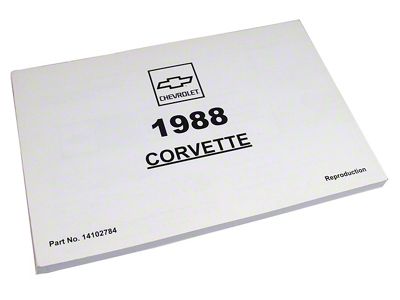 CHEVROLET
1988
CORVETTE
Reproduction
Part No. 14102784